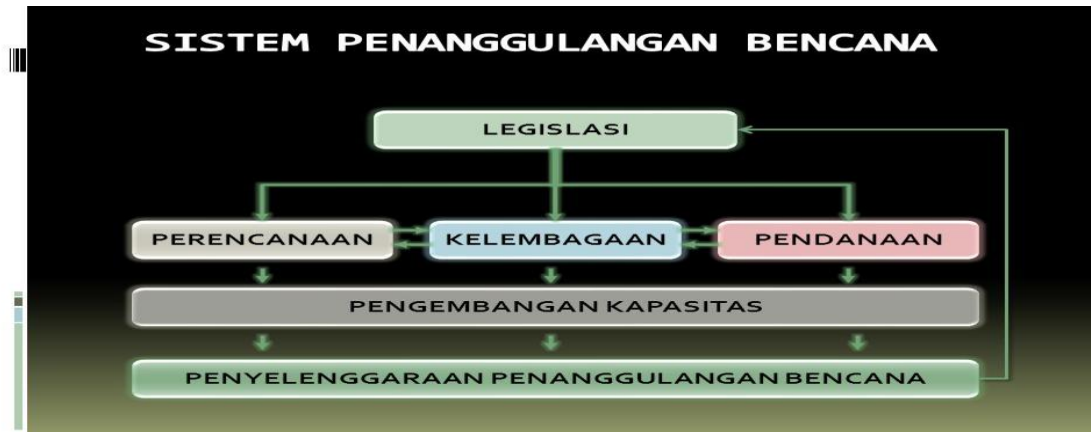 SISTEM PENANGGULANGAN BENCANA
LEGISLASI
PERENCANAAN
KELEMBAGAAN
PENDANAAN
PENGEMBANGAN KAPASITAS
PENYELENGGARAAN PENANGGULANGAN BENCANA